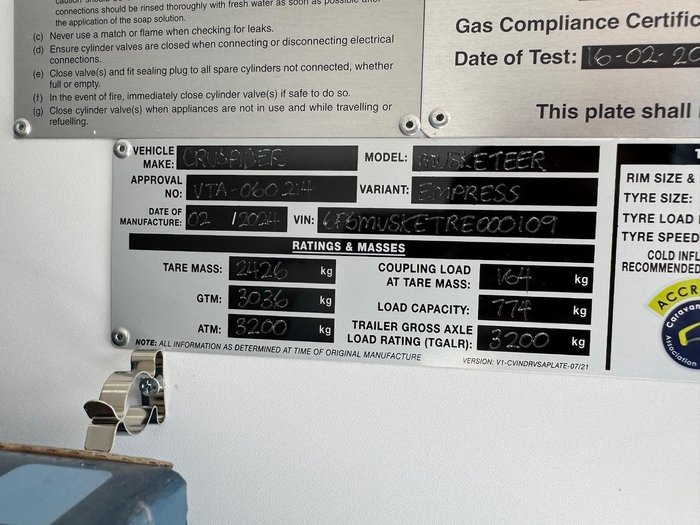 connections should be rinsed thoroughly with fresh water as soon as possible after
the application of the soap solution.
(c) Never use a match or flame when checking for leaks.
(d) Ensure cylinder valves are closed when connecting or disconnecting electrical
connections.
(e) Close valve(s) and fit sealing plug to all spare cylinders not connected, whether
full or empty.
(f) In the event of fire, immediately close cylinder valve(s) if safe to do so.
(g) Close cylinder valve(s) when appliances are not in use and while travelling or
refuelling.
Gas Compliance Certific
Date of Test: 16-02-20
This plate shall
VEHICLE MAKE: CRUSADER MODEL: MUSKETEER
APPROVAL NO: VTA-060214 VARIANT: EMPRESS
DATE OF MANUFACTURE: 02 / 2024 VIN: 6F6MUSKETRE000109
RATINGS & MASSES
TARE MASS: 2426 kg COUPLING LOAD AT TARE MASS: 164 kg
GTM: 3036 kg LOAD CAPACITY: 774 kg
ATM: 3200 kg TRAILER GROSS AXLE LOAD RATING (TGALR): 3200 kg
NOTE: ALL INFORMATION AS DETERMINED AT TIME OF ORIGINAL MANUFACTURE
VERSION: V1-CVINDRVSAPLATE-07/21
RIM SIZE &
TYRE SIZE:
TYRE LOAD
TYRE SPEED
COLD INFL
RECOMMENDED
ACCR
Caravan
Association